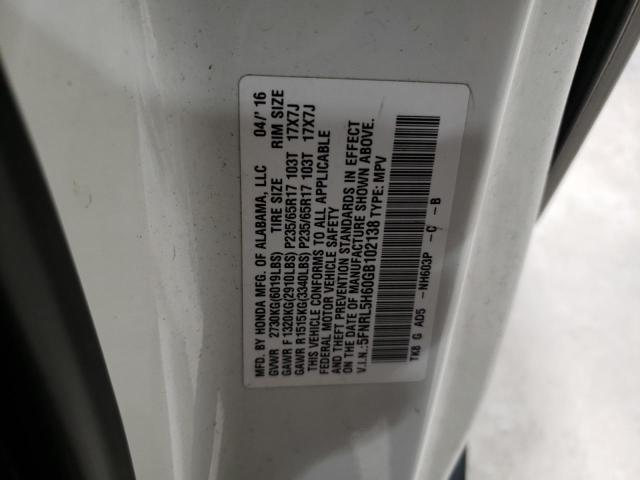 MFD. BY HONDA MFG. OF ALABAMA, LLC 04/' 16
GVWR 2730KG(6019LBS) TIRE SIZE RIM SIZE
GAWR F 1320KG(2910LBS) P235/65R17 103T 17X7J
GAWR R1515KG(3340LBS) P235/65R17 103T 17X7J
THIS VEHICLE CONFORMS TO ALL APPLICABLE
FEDERAL MOTOR VEHICLE SAFETY
AND THEFT PREVENTION STANDARDS IN EFFECT
ON THE DATE OF MANUFACTURE SHOWN ABOVE.
V.I.N.:5FNRL5H60GB102138 TYPE: MPV
TK8 G AD5 -NH603P -C -B